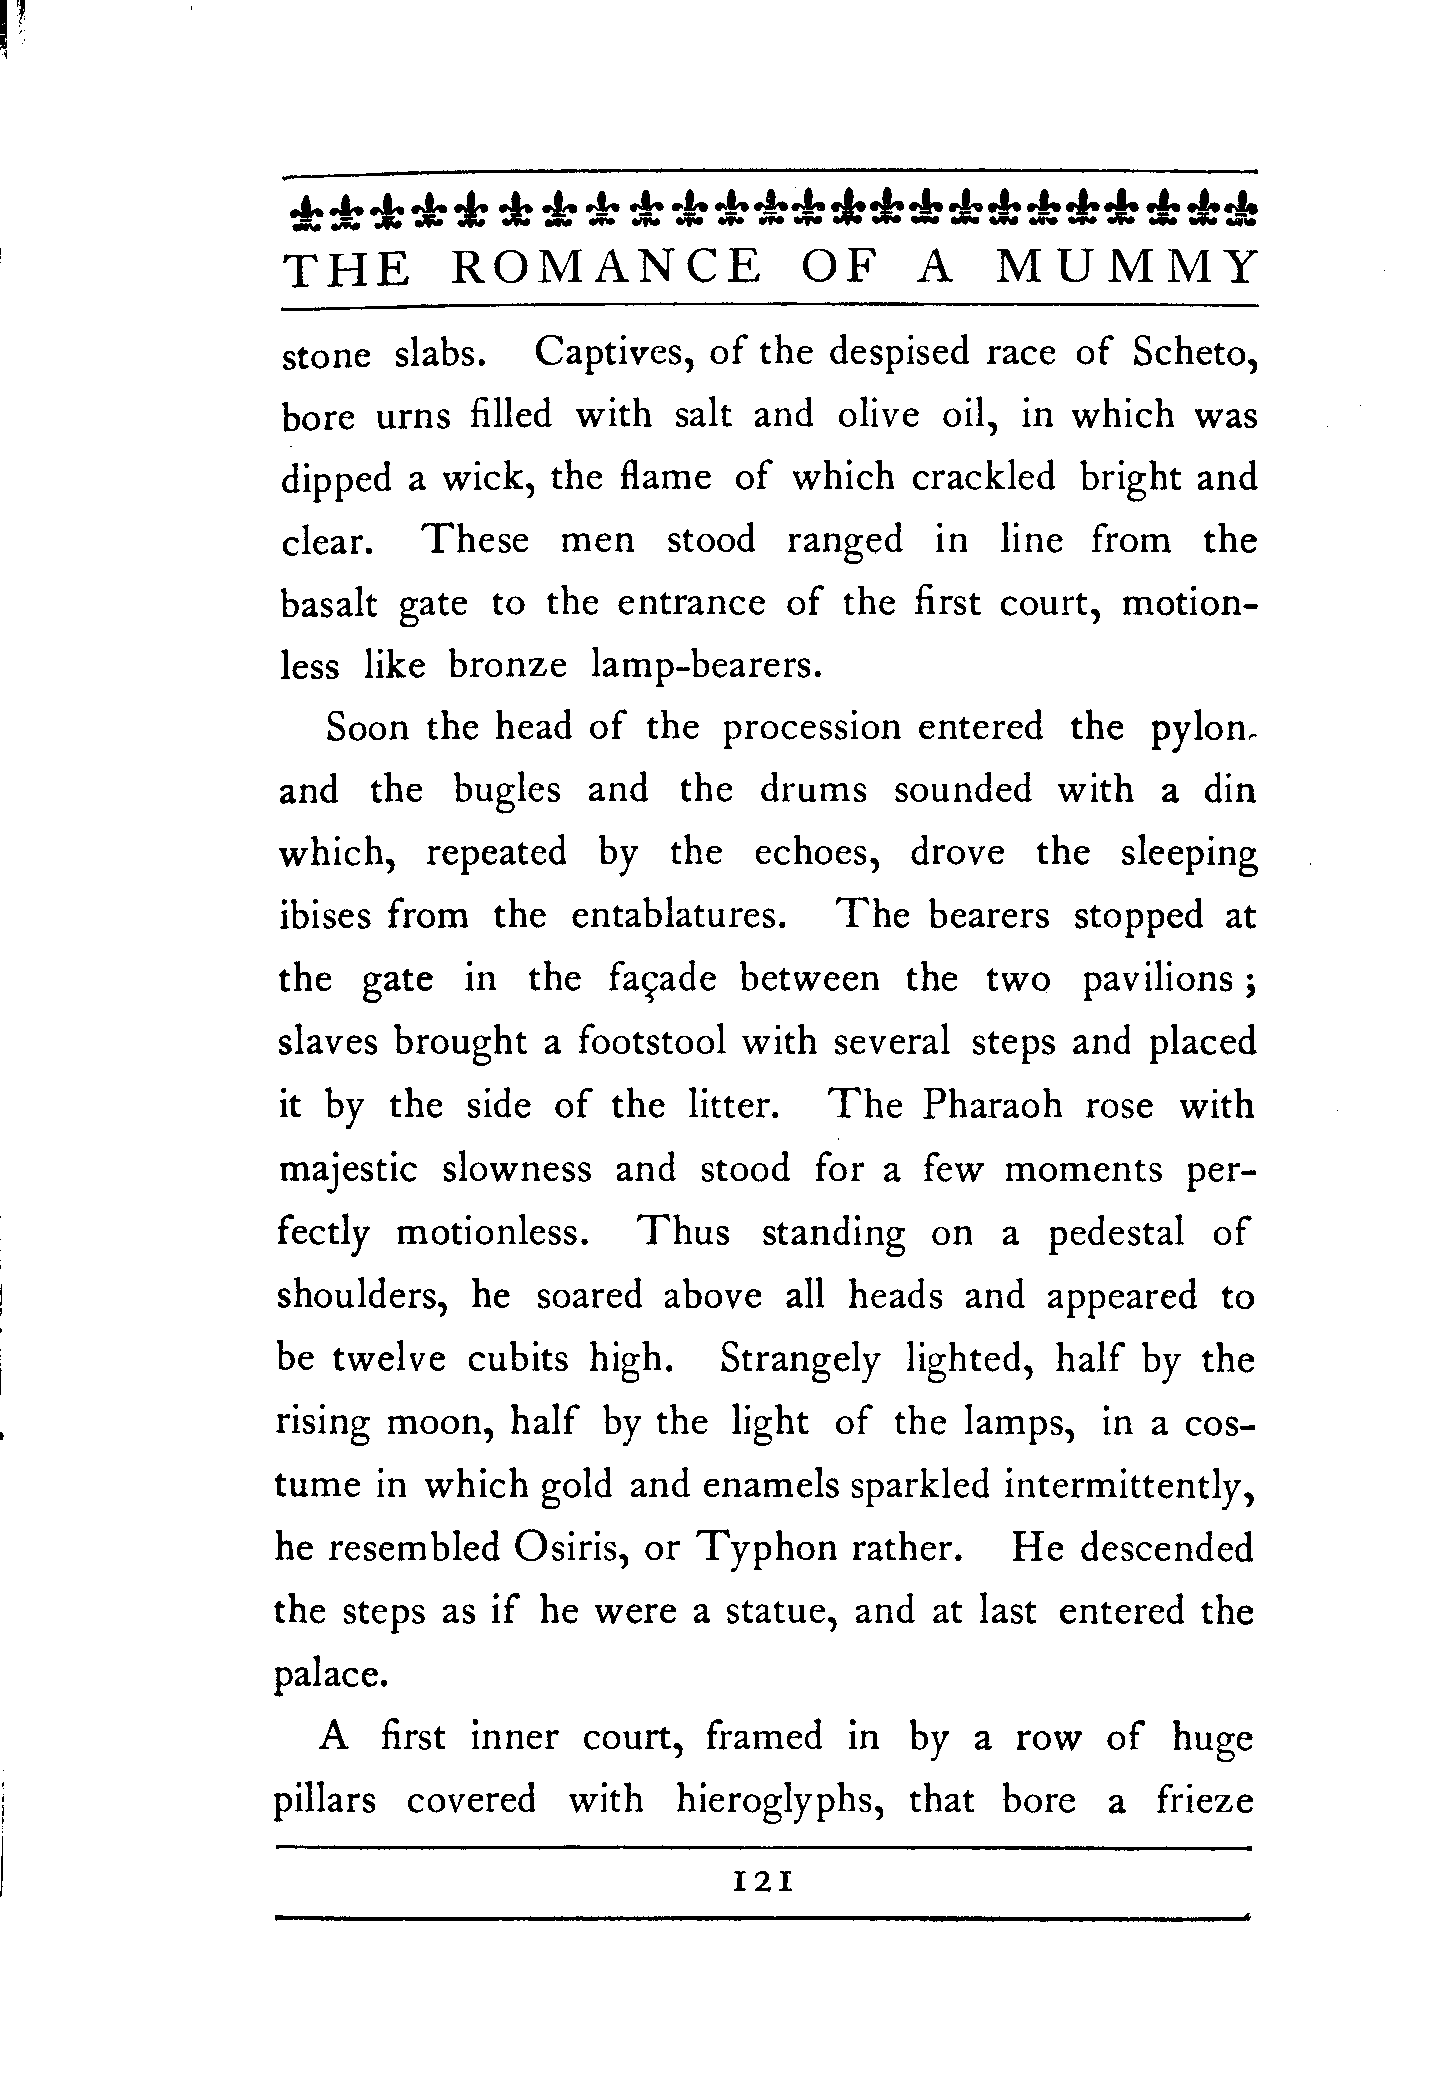 THE ROMANCE OF A MUMMY
stone slabs. Captives, of the despised race of Scheto,
bore urns filled with salt and olive oil, in which was
dipped a wick, the flame of which crackled bright and
clear. These men stood ranged in line from the
basalt gate to the entrance of the first court, motion-
less like bronze lamp-bearers.
Soon the head of the procession entered the pylon,
and the bugles and the drums sounded with a din
which, repeated by the echoes, drove the sleeping
ibises from the entablatures. The bearers stopped at
the gate in the façade between the two pavilions ;
slaves brought a footstool with several steps and placed
it by the side of the litter. The Pharaoh rose with
majestic slowness and stood for a few moments per-
fectly motionless. Thus standing on a pedestal of
shoulders, he soared above all heads and appeared to
be twelve cubits high. Strangely lighted, half by the
rising moon, half by the light of the lamps, in a cos-
tume in which gold and enamels sparkled intermittently,
he resembled Osiris, or Typhon rather. He descended
the steps as if he were a statue, and at last entered the
palace.
A first inner court, framed in by a row of huge
pillars covered with hieroglyphs, that bore a frieze
121